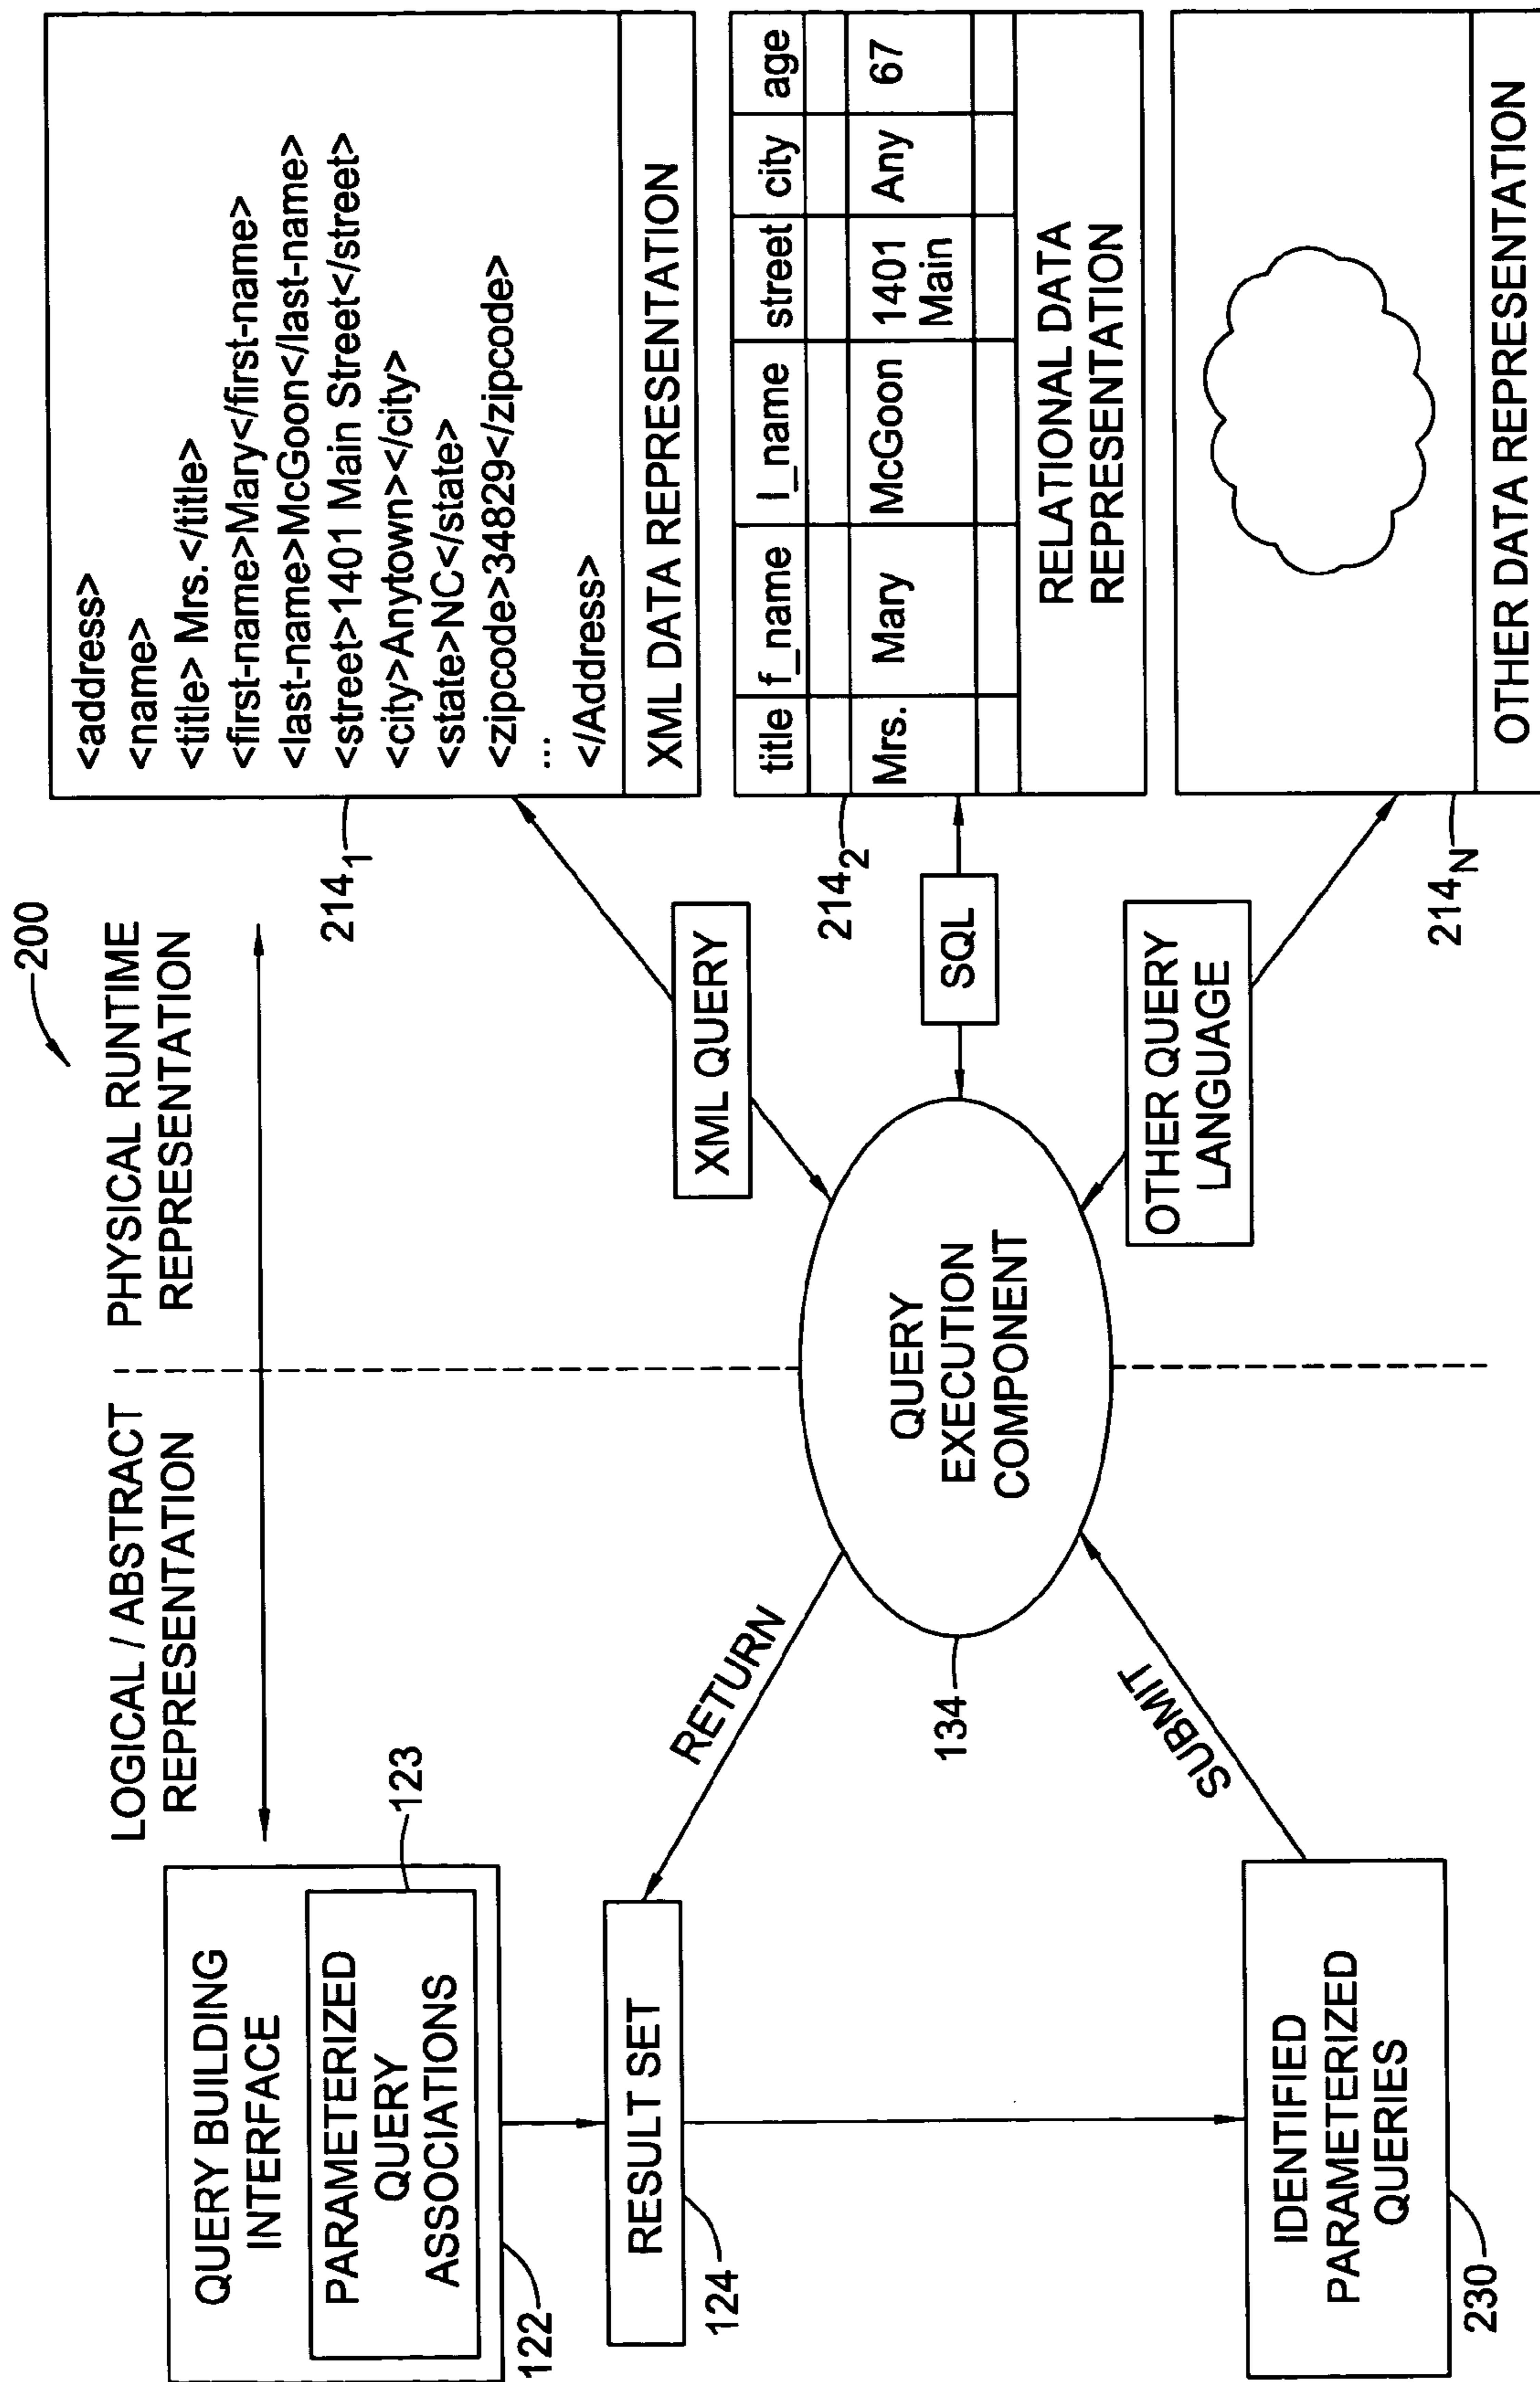 200
LOGICAL / ABSTRACT
REPRESENTATION
PHYSICAL RUNTIME
REPRESENTATION
QUERY BUILDING
INTERFACE
PARAMETERIZED
QUERY
ASSOCIATIONS
123
122
RESULT SET
124
RETURN
IDENTIFIED
PARAMETERIZED
QUERIES
230
SUBMIT
QUERY
EXECUTION
COMPONENT
134
XML QUERY
SQL
OTHER QUERY
LANGUAGE
214₁
<address>
<name>
<title> Mrs.</title>
<first-name>Mary</first-name>
<last-name>McGoon</last-name>
<street>1401 Main Street</street>
<city>Anytown></city>
<state>NC</state>
<zipcode>34829</zipcode>
...
</Address>
XML DATA REPRESENTATION
214₂
title f_name l_name street city age
Mrs. Mary McGoon 1401 Any 67
Main
RELATIONAL DATA
REPRESENTATION
214N
OTHER DATA REPRESENTATION